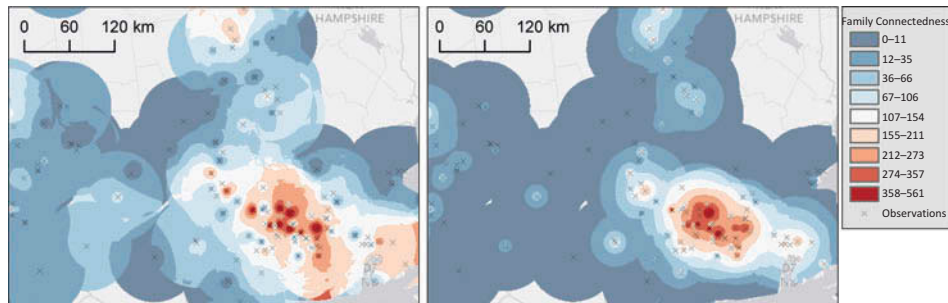 HAMPSHIRE
0 60 120 km
HAMPSHIRE
0 60 120 km
Family Connectedness
0–11
12–35
36–66
67–106
107–154
155–211
212–273
274–357
358–561
Observations